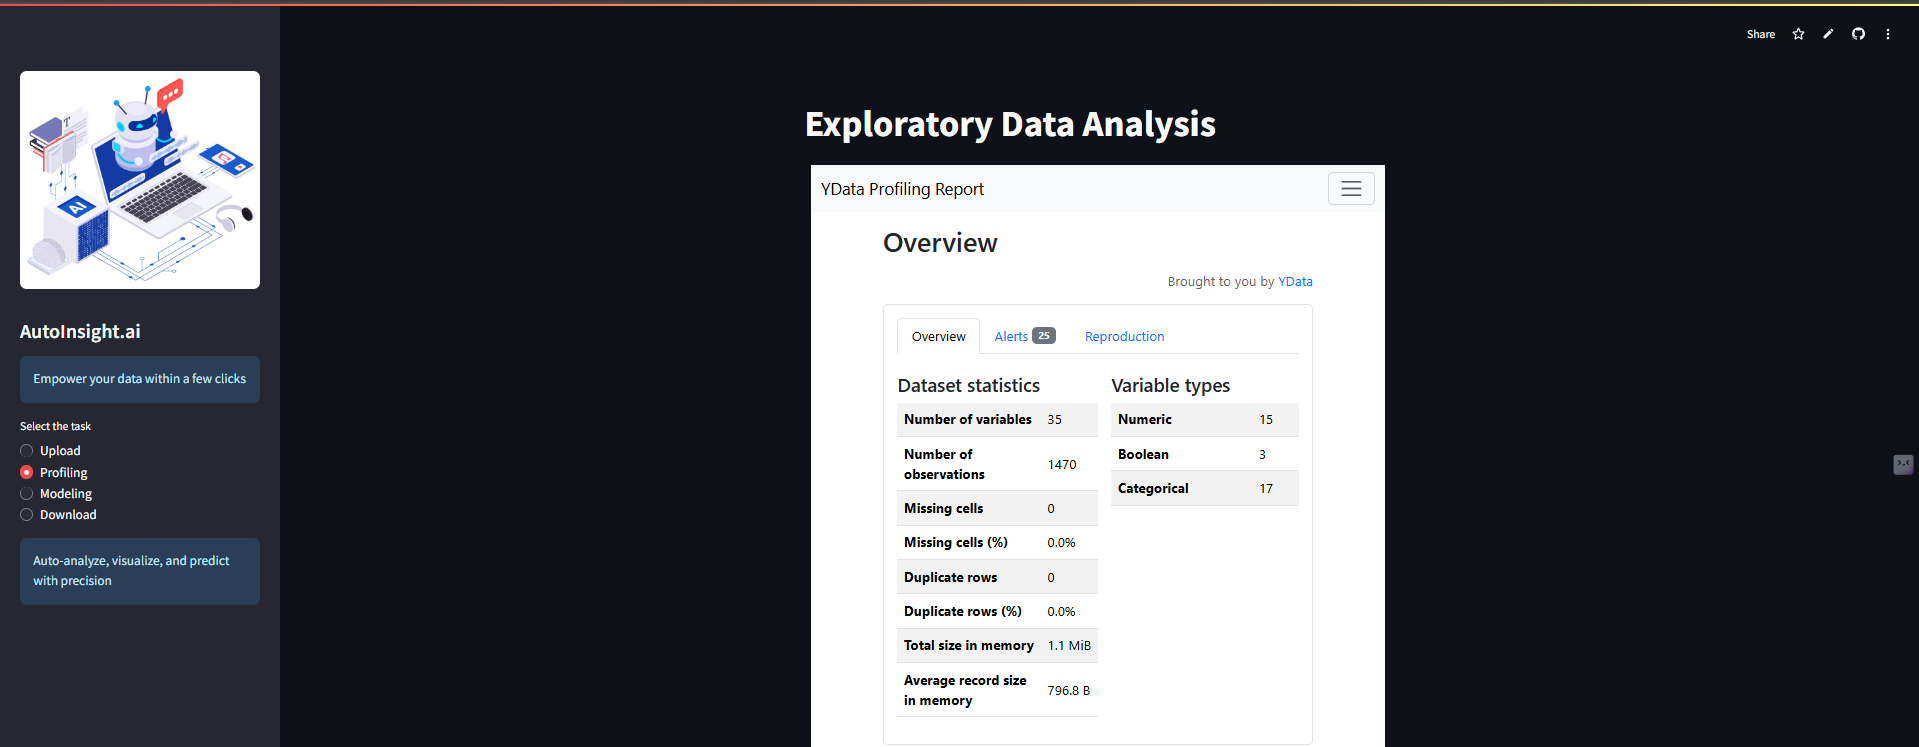 Share
AI
T
AutoInsight.ai
Empower your data within a few clicks
Select the task
Upload
Profiling
Modeling
Download
Auto-analyze, visualize, and predict
with precision
Exploratory Data Analysis
YData Profiling Report
Overview
Brought to you by YData
Overview Alerts 25 Reproduction
Dataset statistics
Number of variables 35
Number of
observations 1470
Missing cells 0
Missing cells (%) 0.0%
Duplicate rows 0
Duplicate rows (%) 0.0%
Total size in memory 1.1 MiB
Average record size
in memory 796.8 B
Variable types
Numeric 15
Boolean 3
Categorical 17